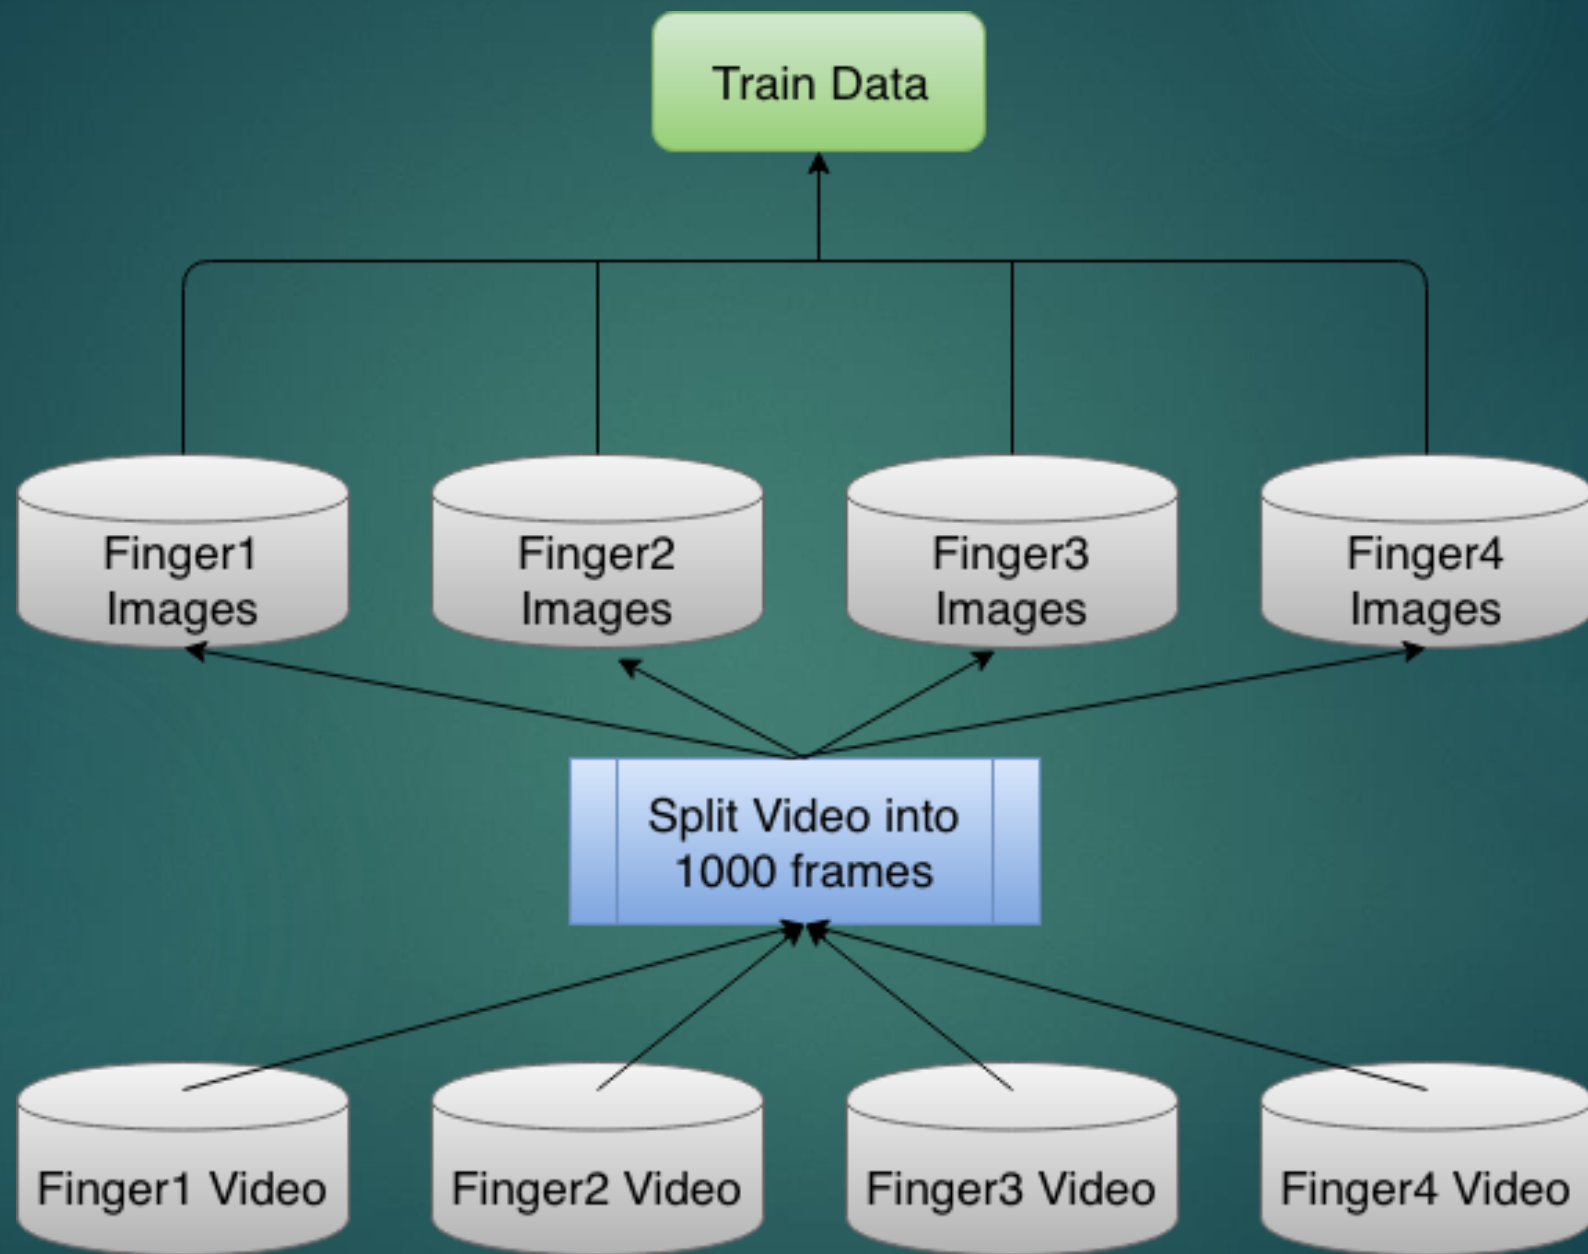 Train Data
Finger1
Images
Finger2
Images
Finger3
Images
Finger4
Images
Split Video into
1000 frames
Finger1 Video
Finger2 Video
Finger3 Video
Finger4 Video